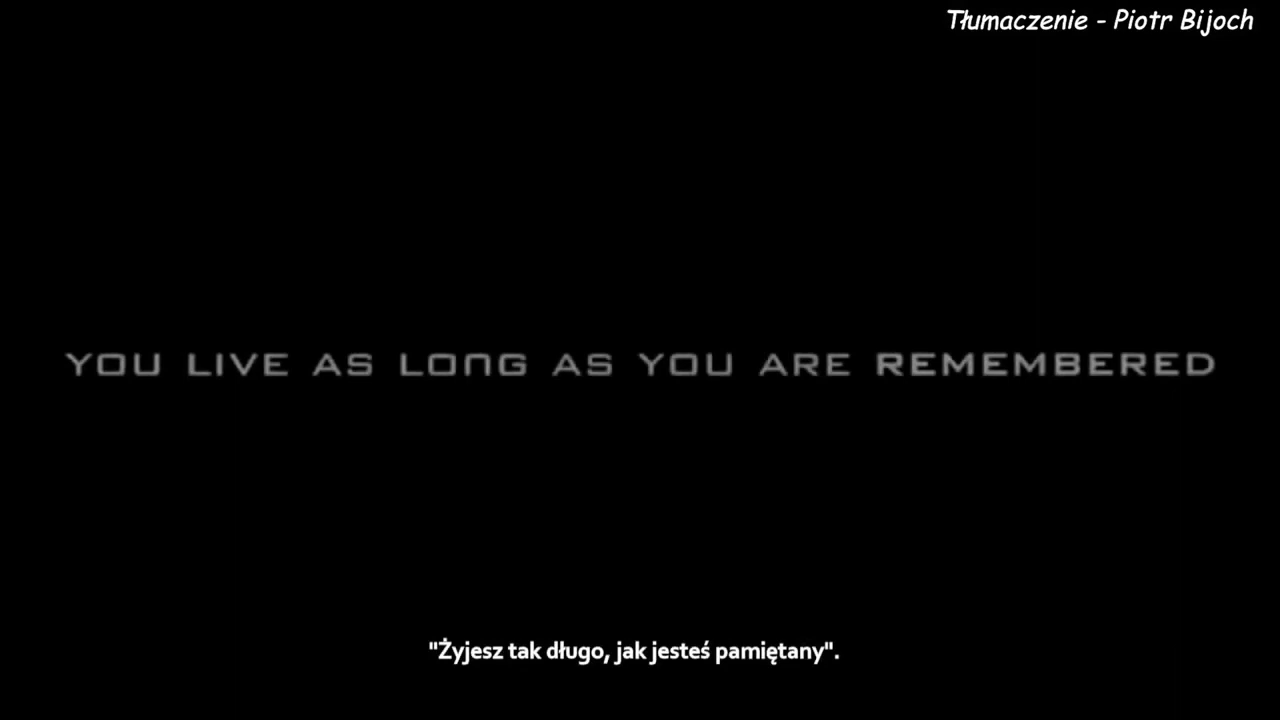 Tłumaczenie - Piotr Bijoch
YOU LIVE AS LONG AS YOU ARE REMEMBERED
"Żyjesz tak długo, jak jesteś pamiętany".